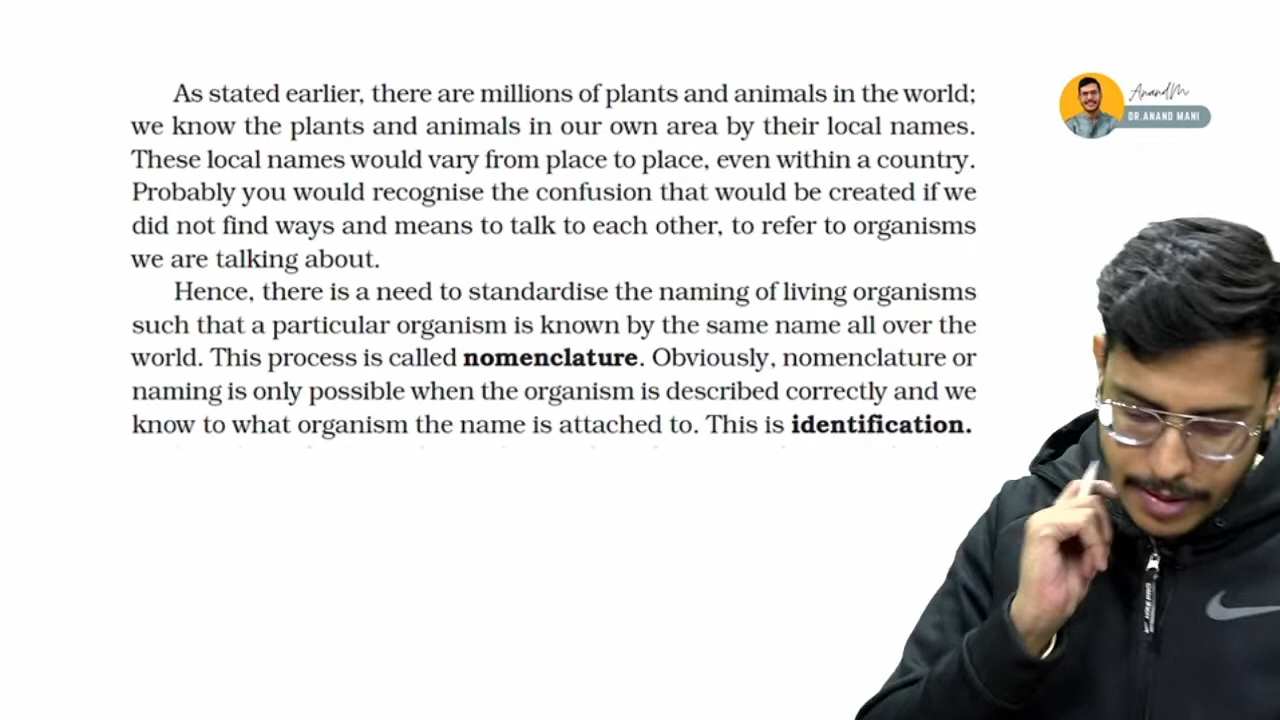 As stated earlier, there are millions of plants and animals in the world;
we know the plants and animals in our own area by their local names.
These local names would vary from place to place, even within a country.
Probably you would recognise the confusion that would be created if we
did not find ways and means to talk to each other, to refer to organisms
we are talking about.
Hence, there is a need to standardise the naming of living organisms
such that a particular organism is known by the same name all over the
world. This process is called nomenclature. Obviously, nomenclature or
naming is only possible when the organism is described correctly and we
know to what organism the name is attached to. This is identification.
AnandM
DR.ANAND MANI